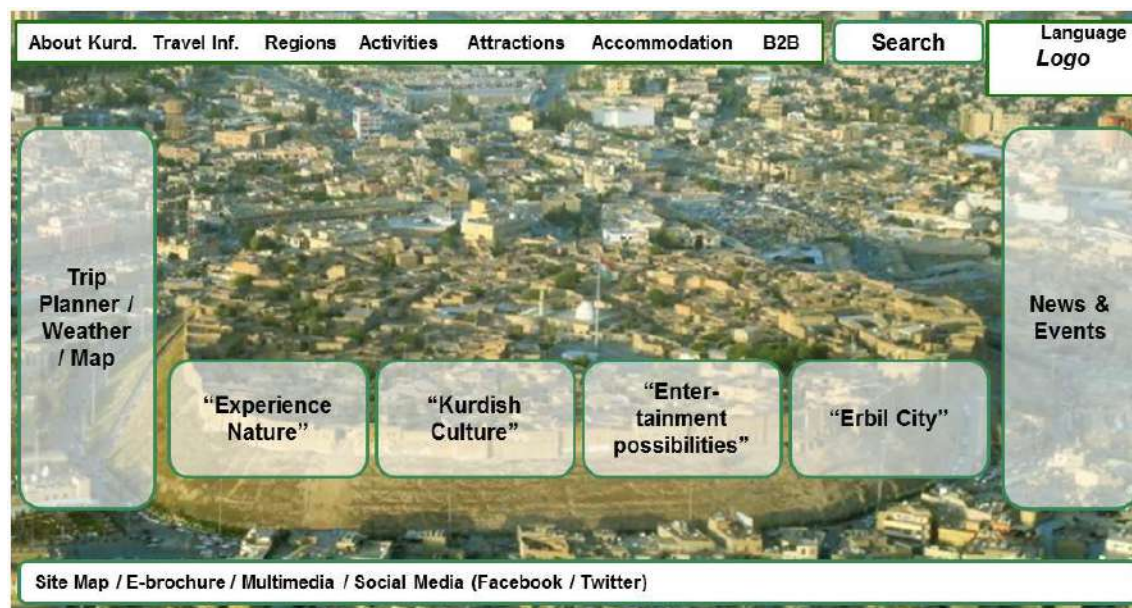 About Kurd. Travel Inf. Regions Activities Attractions Accommodation B2B
Search
Language
Logo
Trip
Planner /
Weather
/ Map
“Experience
Nature”
“Kurdish
Culture”
“Enter-
tainment
possibilities”
“Erbil City”
News &
Events
Site Map / E-brochure / Multimedia / Social Media (Facebook / Twitter)